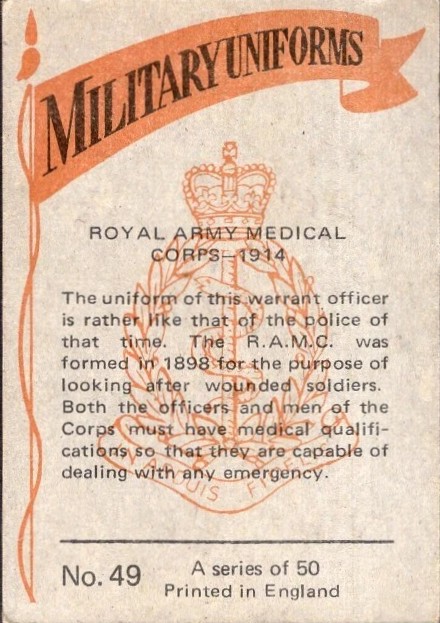 MILITARY UNIFORMS
ROYAL ARMY MEDICAL
CORPS—1914
The uniform of this warrant officer
is rather like that of the police of
that time. The R.A.M.C. was
formed in 1898 for the purpose of
looking after wounded soldiers.
Both the officers and men of the
Corps must have medical qualifi-
cations so that they are capable of
dealing with any emergency.
No. 49
A series of 50
Printed in England